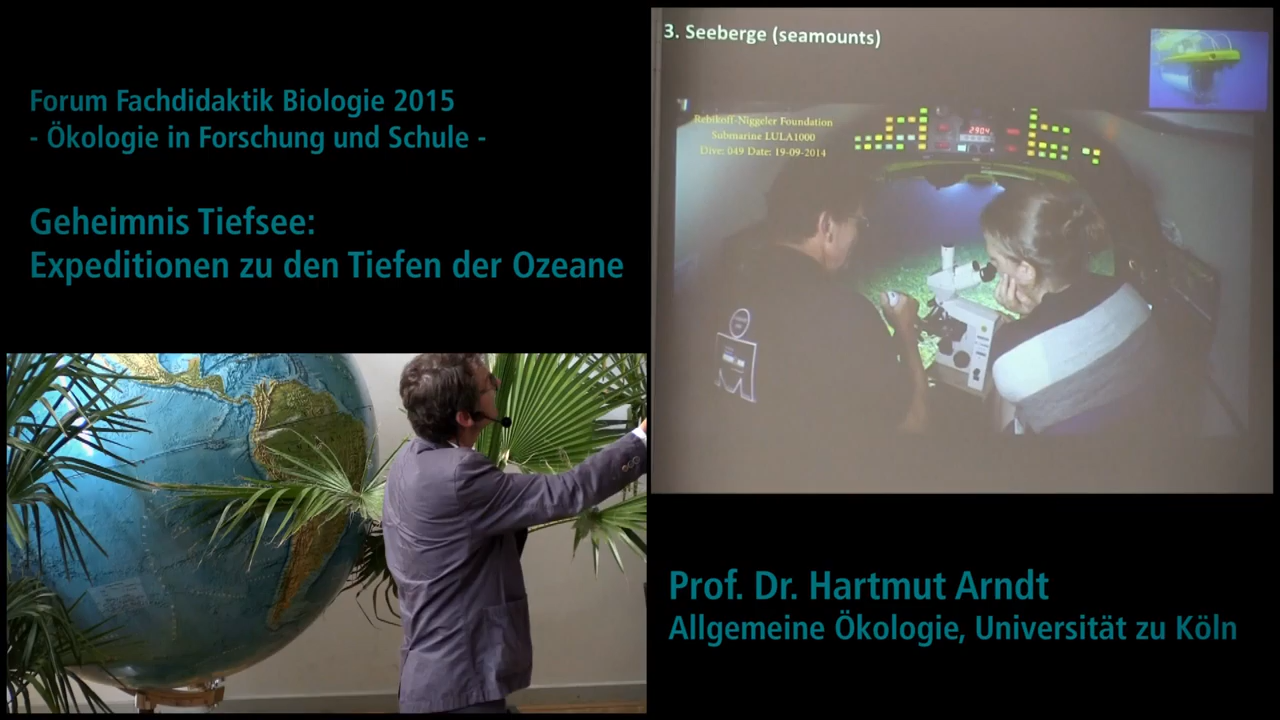 Forum Fachdidaktik Biologie 2015
- Ökologie in Forschung und Schule -
Geheimnis Tiefsee:
Expeditionen zu den Tiefen der Ozeane
3. Seeberge (seamounts)
Rebikoff-Niggeler Foundation
Submarine LULA1000
Dive: 049 Date: 19-09-2014
2904
Prof. Dr. Hartmut Arndt
Allgemeine Ökologie, Universität zu Köln